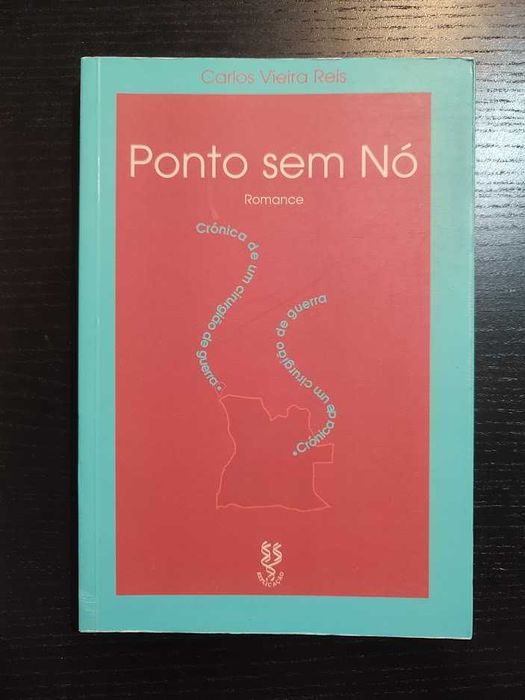 Carlos Vieira Reis
Ponto sem Nó
Romance
Crónica de um cirurgião de guerra
Crónica de um cirurgião de guerra
REPLICAÇÃO